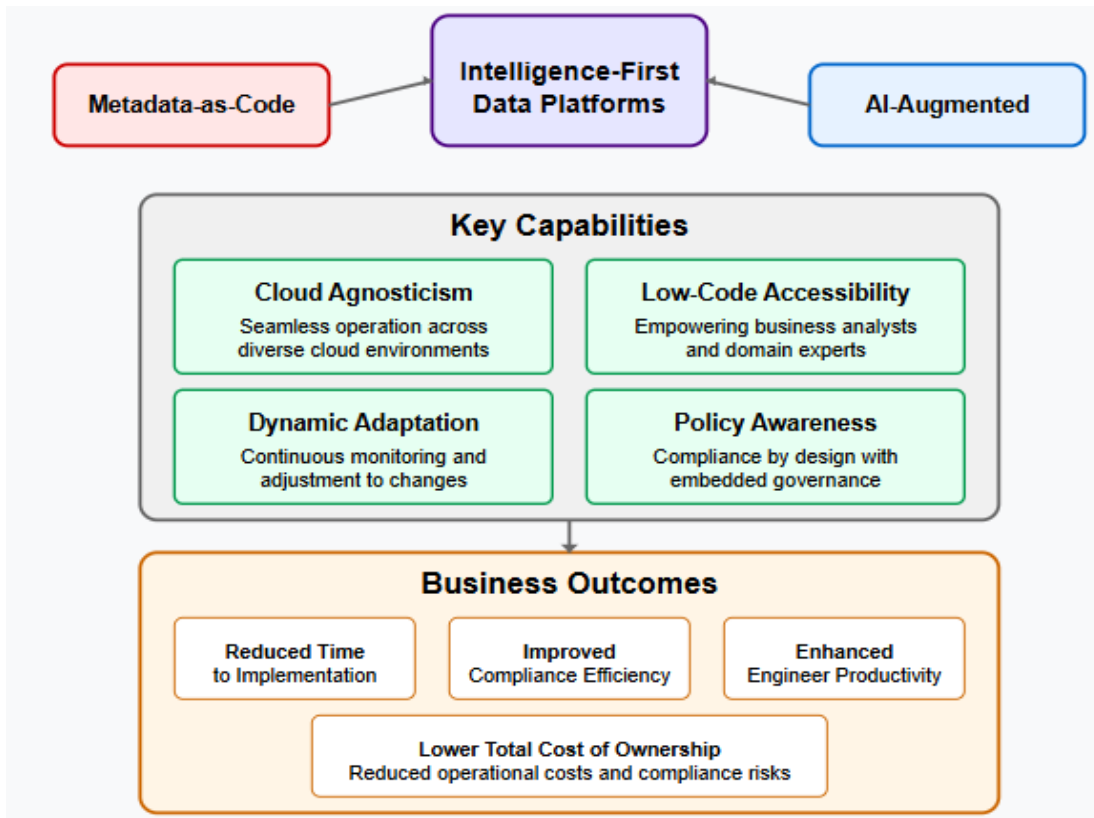 Intelligence-First
Data Platforms
Metadata-as-Code
AI-Augmented
Key Capabilities
Cloud Agnosticism
Seamless operation across
diverse cloud environments
Low-Code Accessibility
Empowering business analysts
and domain experts
Dynamic Adaptation
Continuous monitoring and
adjustment to changes
Policy Awareness
Compliance by design with
embedded governance
Business Outcomes
Reduced Time
to Implementation
Improved
Compliance Efficiency
Enhanced
Engineer Productivity
Lower Total Cost of Ownership
Reduced operational costs and compliance risks